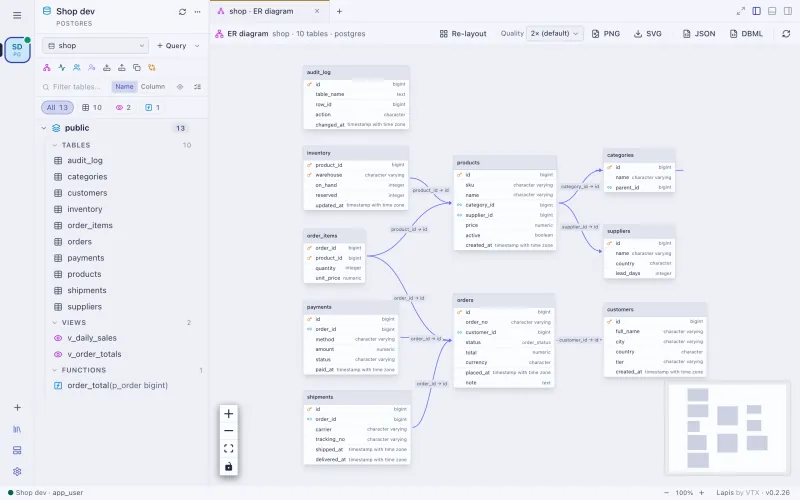 Shop dev
POSTGRES
SD
PG
shop
Query
Filter tables...
Name
Column
All 13
10
2
1
public
13
TABLES
10
audit_log
categories
customers
inventory
order_items
orders
payments
products
shipments
suppliers
VIEWS
2
v_daily_sales
v_order_totals
FUNCTIONS
1
order_total(p_order bigint)
shop · ER diagram
ER diagram shop · 10 tables · postgres
Re-layout
Quality
2× (default)
PNG
SVG
JSON
DBML
audit_log
id bigint
table_name text
row_id bigint
action character
changed_at timestamp with time zone
inventory
product_id bigint
warehouse character varying
on_hand integer
reserved integer
updated_at timestamp with time zone
order_items
order_id bigint
product_id bigint
quantity integer
unit_price numeric
payments
id bigint
order_id bigint
method character varying
amount numeric
status character varying
paid_at timestamp with time zone
shipments
id bigint
order_id bigint
carrier character varying
tracking_no character varying
shipped_at timestamp with time zone
delivered_at timestamp with time zone
product_id → id
product_id → id
order_id → id
order_id → id
order_id → id
products
id bigint
sku character varying
name character varying
category_id bigint
supplier_id bigint
price numeric
active boolean
created_at timestamp with time zone
orders
id bigint
order_no character varying
customer_id bigint
status order_status
total numeric
currency character
placed_at timestamp with time zone
note text
category_id → id
supplier_id → id
customer_id → id
categories
id bigint
name character varying
parent_id bigint
suppliers
id bigint
name character varying
country character
lead_days integer
customers
id bigint
full_name character varying
city character varying
country character
tier character varying
created_at timestamp with time zone
Shop dev · app_user
100%
Lapis by VTX · v0.2.26